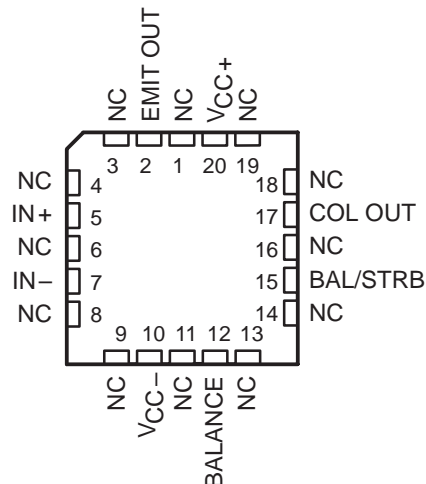 NC
EMIT OUT
NC
VCC+
NC
3 2 1 20 19
NC 4
IN+ 5
NC 6
IN− 7
NC 8
18 NC
17 COL OUT
16 NC
15 BAL/STRB
14 NC
9 10 11 12 13
NC
VCC−
NC
BALANCE
NC